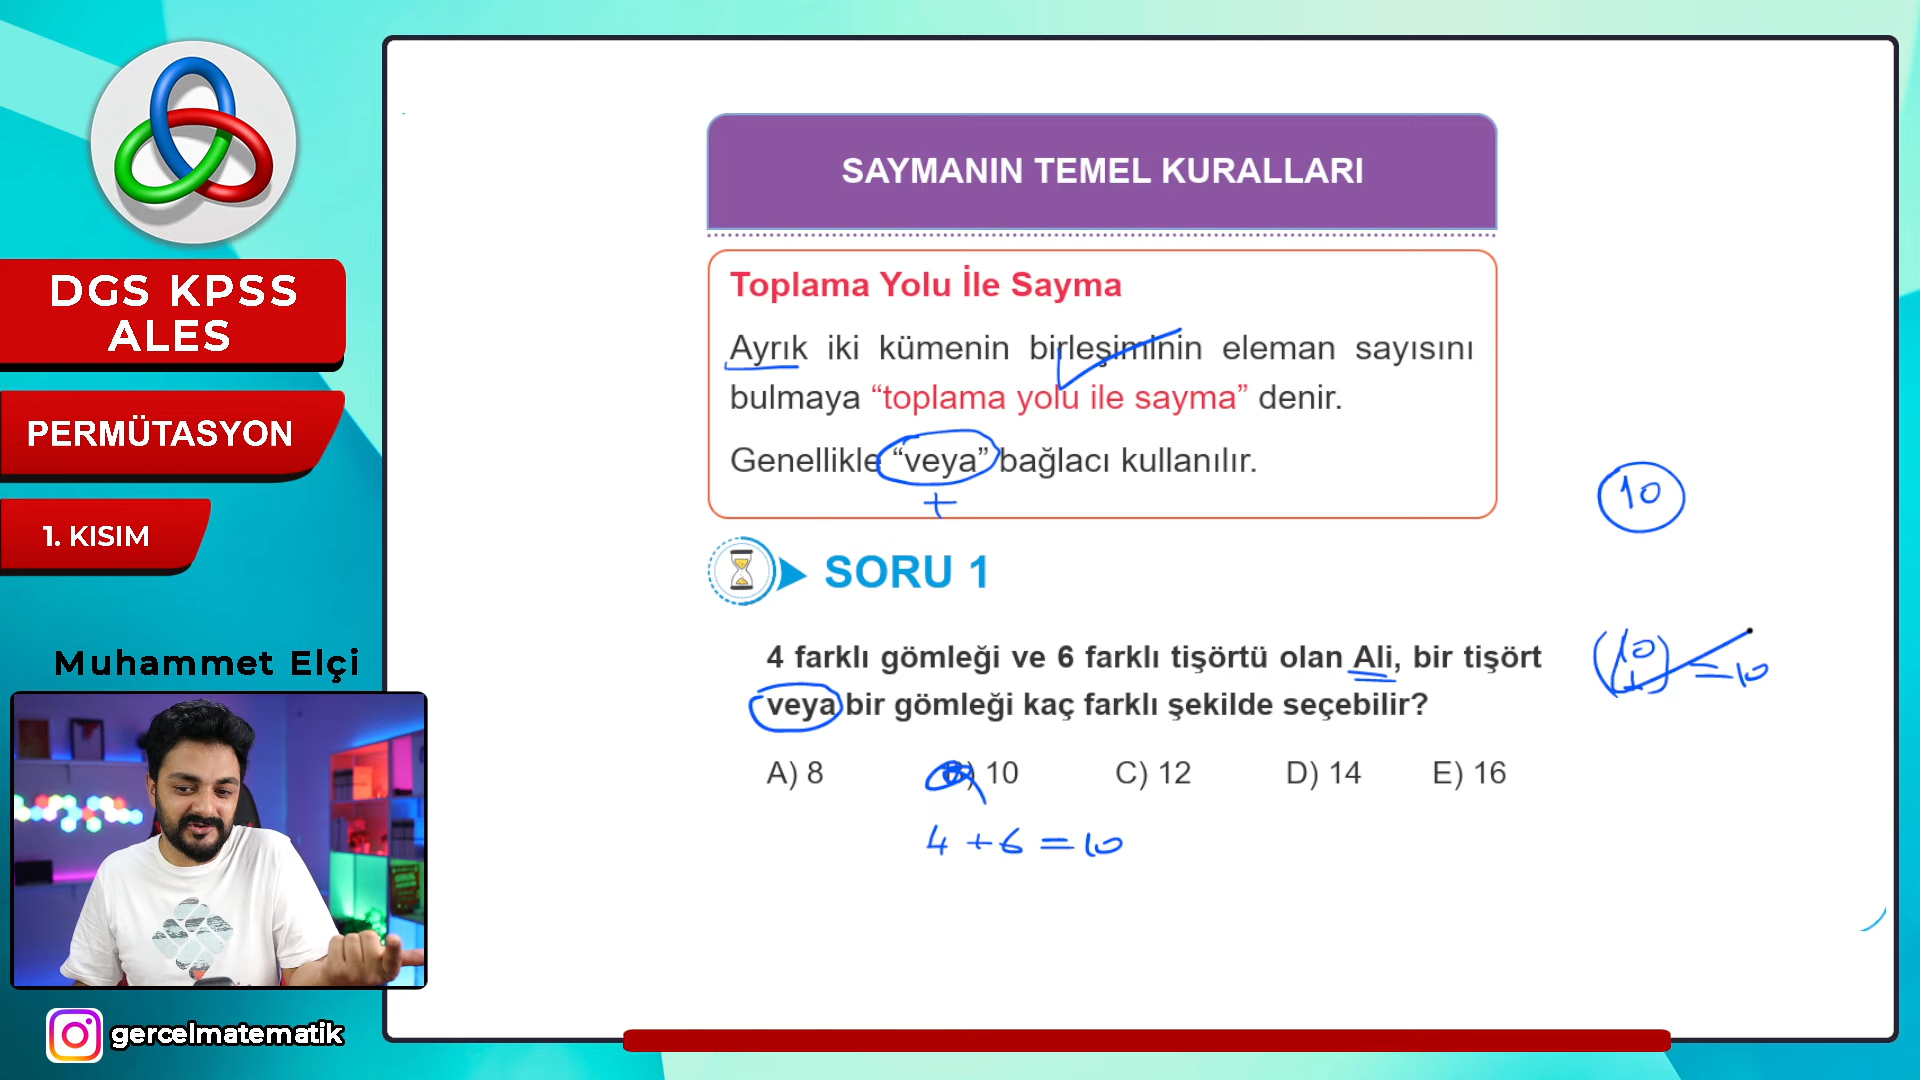 DGS KPSS
ALES
PERMÜTASYON
1. KISIM
Muhammet Elçi
gercelmatematik
SAYMANIN TEMEL KURALLARI
Toplama Yolu İle Sayma
Ayrık iki kümenin birleşiminin eleman sayısını
bulmaya “toplama yolu ile sayma” denir.
Genellikle “veya” bağlacı kullanılır.
+
10
SORU 1
4 farklı gömleği ve 6 farklı tişörtü olan Ali, bir tişört
veya bir gömleği kaç farklı şekilde seçebilir?
(10 1) = 10
A) 8 B) 10 C) 12 D) 14 E) 16
4 + 6 = 10